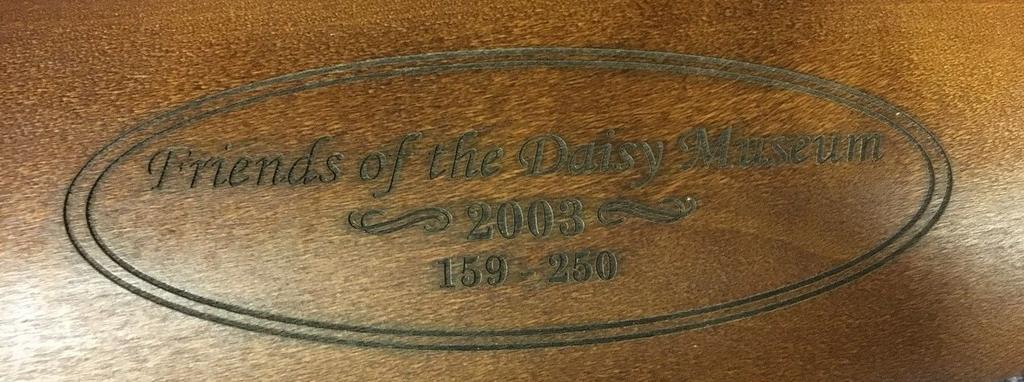 Friends of the Daisy Museum
2003
159 - 250